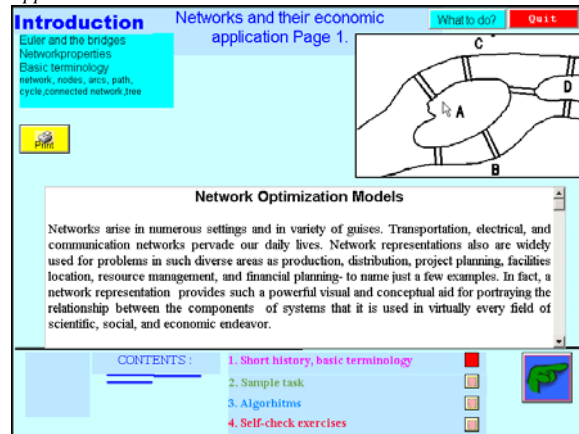 Introduction
Euler and the bridges
Networkproperties
Basic terminology
network, nodes, arcs, path,
cycle,connected network,tree
Networks and their economic
application Page 1.
What to do?
Quit
Print
C
A
D
B
Network Optimization Models
Networks arise in numerous settings and in variety of guises. Transportation, electrical, and
communication networks pervade our daily lives. Network representations also are widely
used for problems in such diverse areas as production, distribution, project planning, facilities
location, resource management, and financial planning- to name just a few examples. In fact, a
network representation provides such a powerful visual and conceptual aid for portraying the
relationship between the components of systems that it is used in virtually every field of
scientific, social, and economic endeavor.
CONTENTS :
1. Short history, basic terminology
2. Sample task
3. Alghorhitms
4. Self-check exercises